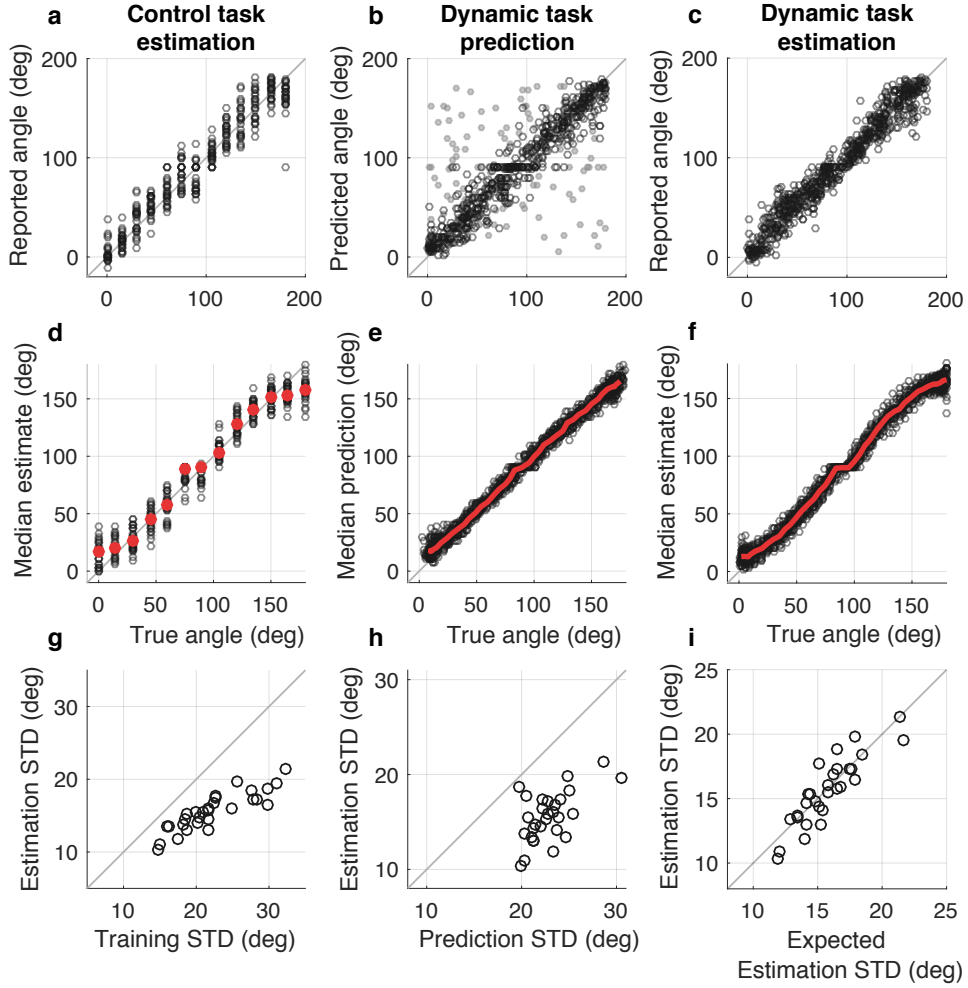 a
Control task
estimation
b
Dynamic task
prediction
c
Dynamic task
estimation
Reported angle (deg)
200
100
0
0 100 200
Predicted angle (deg)
200
100
0
0 100 200
Reported angle (deg)
200
100
0
0 100 200
d
Median estimate (deg)
150
100
50
0
0 50 100 150
True angle (deg)
e
Median prediction (deg)
150
100
50
0
0 50 100 150
True angle (deg)
f
Median estimate (deg)
150
100
50
0
0 50 100 150
True angle (deg)
g
Estimation STD (deg)
30
20
10
10 20 30
Training STD (deg)
h
Estimation STD (deg)
30
20
10
10 20 30
Prediction STD (deg)
i
Estimation STD (deg)
25
20
15
10
10 15 20 25
Expected
Estimation STD (deg)